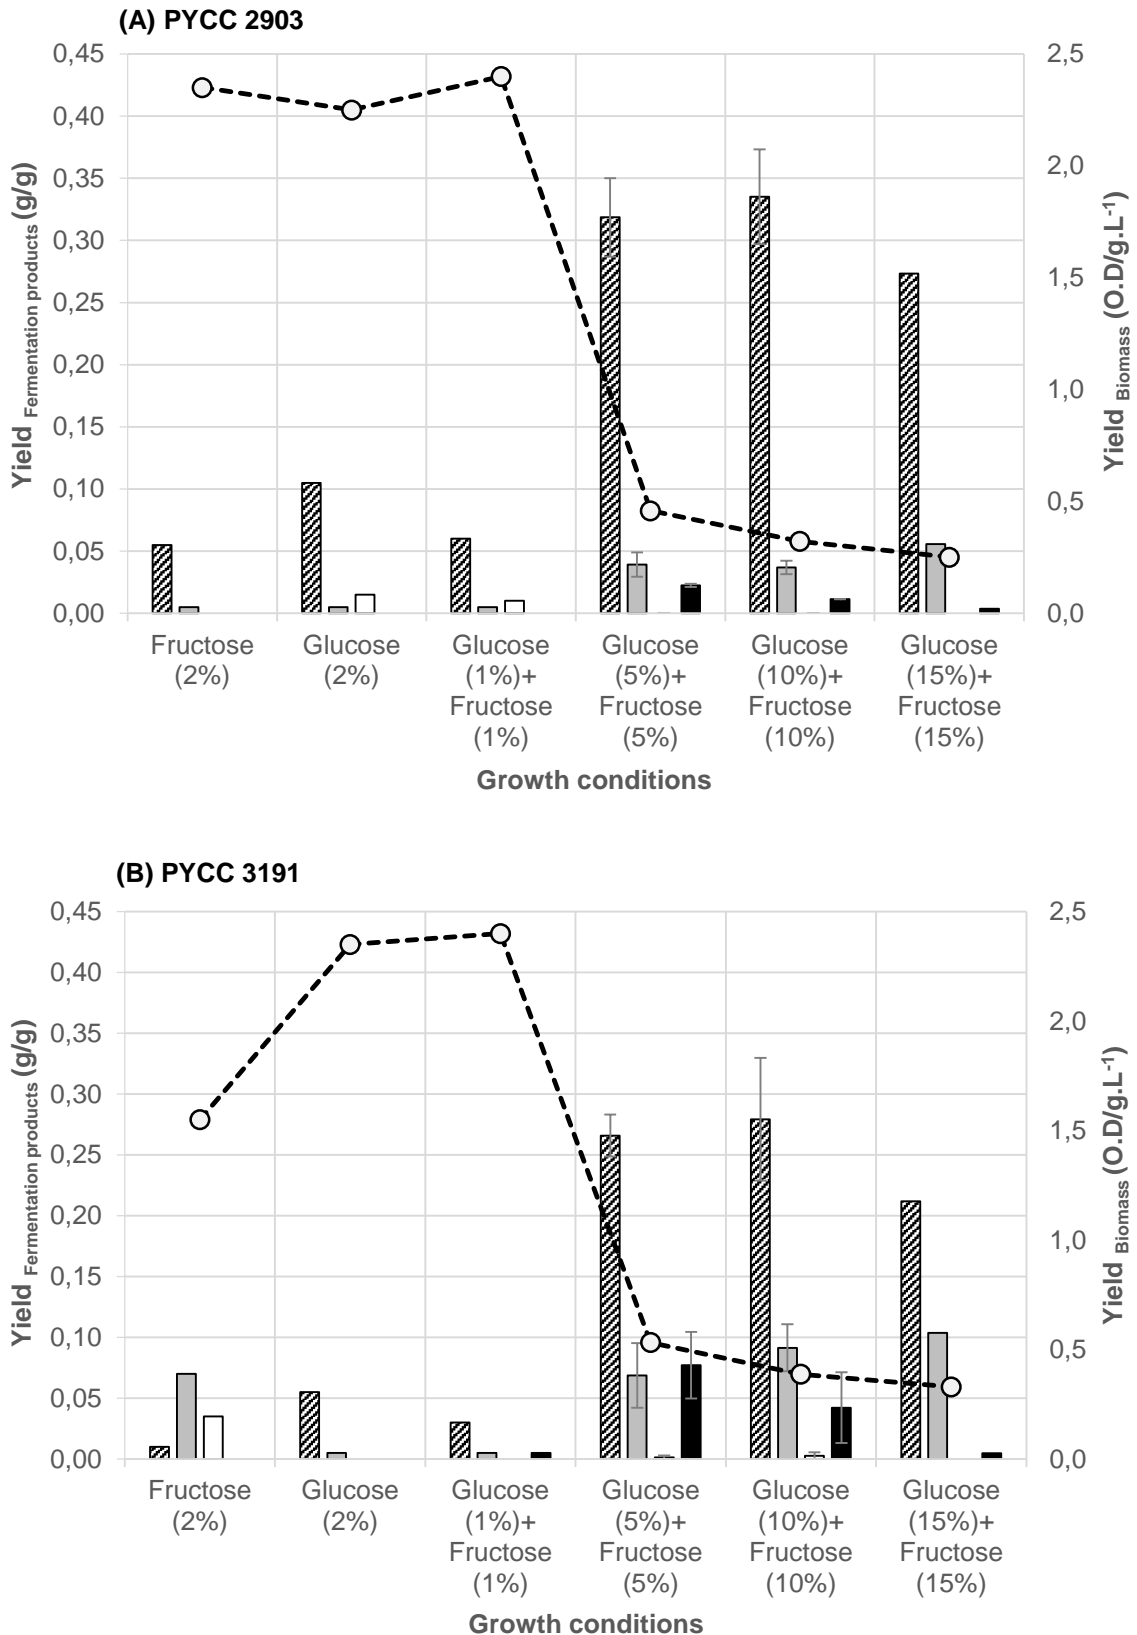 (A) PYCC 2903
0,45
0,40
0,35
0,30
0,25
0,20
0,15
0,10
0,05
0,00
Yield Fermentation products (g/g)
2,5
2,0
1,5
1,0
0,5
0,0
Yield Biomass (O.D/g.L-1)
Fructose
(2%)
Glucose
(2%)
Glucose
(1%)+
Fructose
(1%)
Glucose
(5%)+
Fructose
(5%)
Glucose
(10%)+
Fructose
(10%)
Glucose
(15%)+
Fructose
(15%)
Growth conditions
(B) PYCC 3191
0,45
0,40
0,35
0,30
0,25
0,20
0,15
0,10
0,05
0,00
Yield Fermentation products (g/g)
2,5
2,0
1,5
1,0
0,5
0,0
Yield Biomass (O.D/g.L-1)
Fructose
(2%)
Glucose
(2%)
Glucose
(1%)+
Fructose
(1%)
Glucose
(5%)+
Fructose
(5%)
Glucose
(10%)+
Fructose
(10%)
Glucose
(15%)+
Fructose
(15%)
Growth conditions